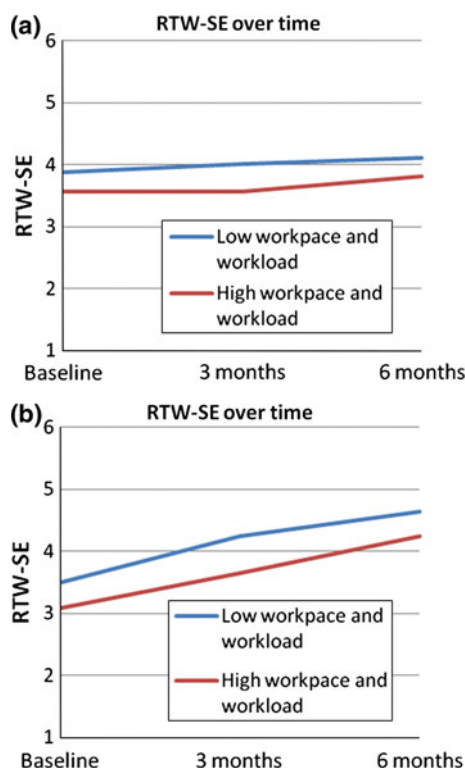 (a)
RTW-SE over time
6
5
4
3
2
1
RTW-SE
Low workpace and
workload
High workpace and
workload
Baseline 3 months 6 months
(b)
RTW-SE over time
6
5
4
3
2
1
RTW-SE
Low workpace and
workload
High workpace and
workload
Baseline 3 months 6 months